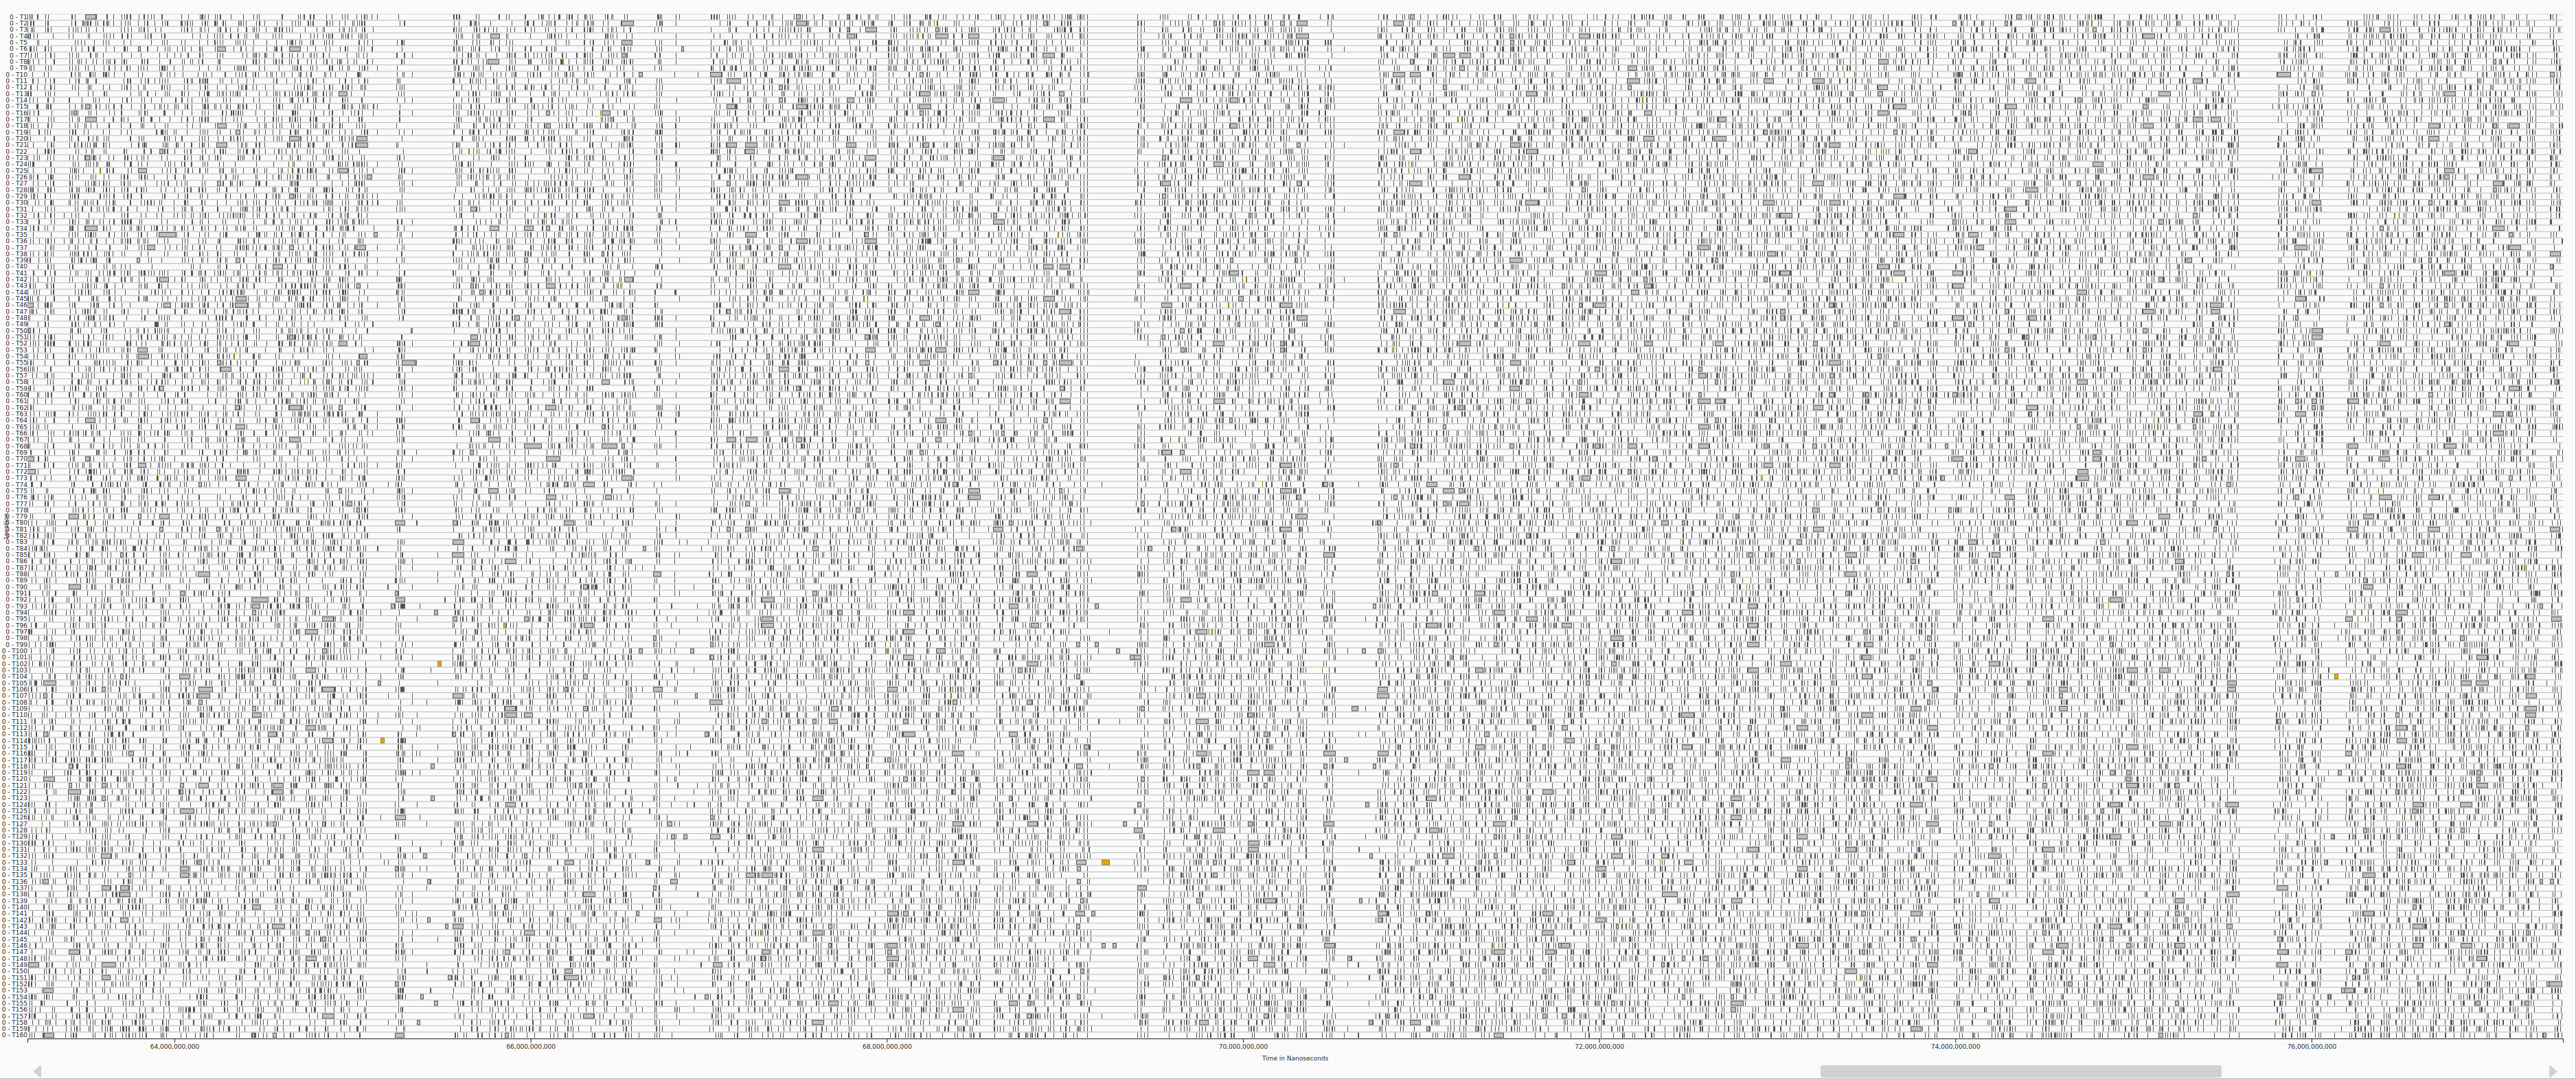 0 - T1
0 - T2
0 - T3
0 - T4
0 - T5
0 - T6
0 - T7
0 - T8
0 - T9
0 - T10
0 - T11
0 - T12
0 - T13
0 - T14
0 - T15
0 - T16
0 - T17
0 - T18
0 - T19
0 - T20
0 - T21
0 - T22
0 - T23
0 - T24
0 - T25
0 - T26
0 - T27
0 - T28
0 - T29
0 - T30
0 - T31
0 - T32
0 - T33
0 - T34
0 - T35
0 - T36
0 - T37
0 - T38
0 - T39
0 - T40
0 - T41
0 - T42
0 - T43
0 - T44
0 - T45
0 - T46
0 - T47
0 - T48
0 - T49
0 - T50
0 - T51
0 - T52
0 - T53
0 - T54
0 - T55
0 - T56
0 - T57
0 - T58
0 - T59
0 - T60
0 - T61
0 - T62
0 - T63
0 - T64
0 - T65
0 - T66
0 - T67
0 - T68
0 - T69
0 - T70
0 - T71
0 - T72
0 - T73
0 - T74
0 - T75
0 - T76
0 - T77
0 - T78
0 - T79
0 - T80
0 - T81
0 - T82
0 - T83
0 - T84
0 - T85
0 - T86
0 - T87
0 - T88
0 - T89
0 - T90
0 - T91
0 - T92
0 - T93
0 - T94
0 - T95
0 - T96
0 - T97
0 - T98
0 - T99
0 - T100
0 - T101
0 - T102
0 - T103
0 - T104
0 - T105
0 - T106
0 - T107
0 - T108
0 - T109
0 - T110
0 - T111
0 - T112
0 - T113
0 - T114
0 - T115
0 - T116
0 - T117
0 - T118
0 - T119
0 - T120
0 - T121
0 - T122
0 - T123
0 - T124
0 - T125
0 - T126
0 - T127
0 - T128
0 - T129
0 - T130
0 - T131
0 - T132
0 - T133
0 - T134
0 - T135
0 - T136
0 - T137
0 - T138
0 - T139
0 - T140
0 - T141
0 - T142
0 - T143
0 - T144
0 - T145
0 - T146
0 - T147
0 - T148
0 - T149
0 - T150
0 - T151
0 - T152
0 - T153
0 - T154
0 - T155
0 - T156
0 - T157
0 - T158
0 - T159
0 - T160
64,000,000,000 66,000,000,000 68,000,000,000 70,000,000,000 72,000,000,000 74,000,000,000 76,000,000,000
Time in Nanoseconds